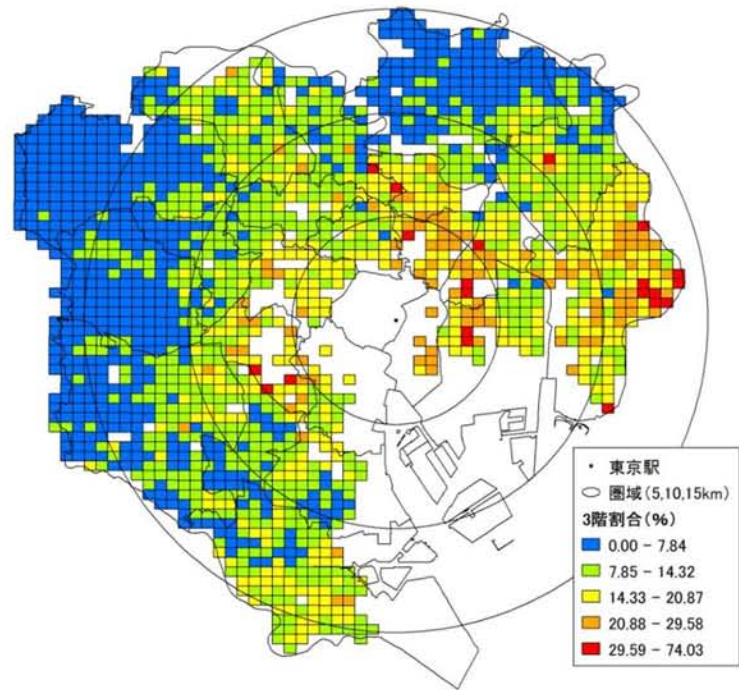 東京駅
圏域(5,10,15km)
3階割合(%)
0.00 - 7.84
7.85 - 14.32
14.33 - 20.87
20.88 - 29.58
29.59 - 74.03